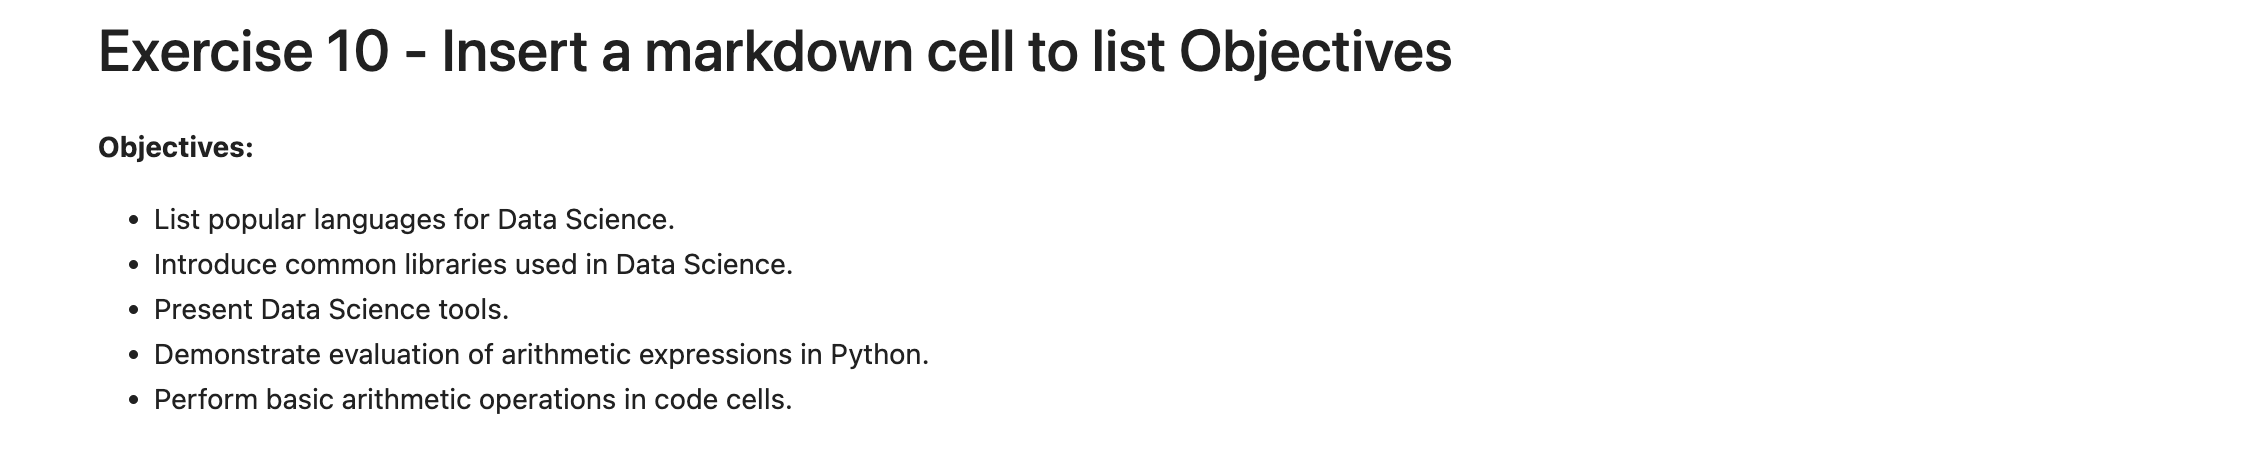 Exercise 10 - Insert a markdown cell to list Objectives
Objectives:
• List popular languages for Data Science.
• Introduce common libraries used in Data Science.
• Present Data Science tools.
• Demonstrate evaluation of arithmetic expressions in Python.
• Perform basic arithmetic operations in code cells.